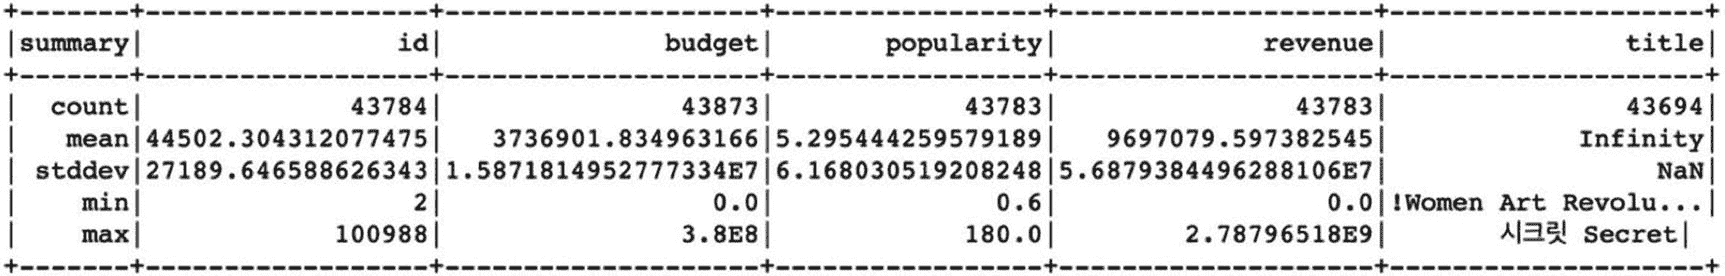 +-------+------------------+--------------------+-----------------+--------------------+--------------------+
|summary|                id|              budget|       popularity|             revenue|               title|
+-------+------------------+--------------------+-----------------+--------------------+--------------------+
|  count|             43784|               43873|            43783|               43783|               43694|
|   mean|44502.304312077475|   3736901.834963166|5.295444259579189|   9697079.597382545|            Infinity|
| stddev|27189.646588626343|1.5871814952777334E7|6.168030519208248|5.6879384496288106E7|                 NaN|
|    min|                 2|                 0.0|              0.6|                 0.0|!Women Art Revolu...|
|    max|            100988|               3.8E8|            180.0|        2.78796518E9|       시크릿 Secret|
+-------+------------------+--------------------+-----------------+--------------------+--------------------+